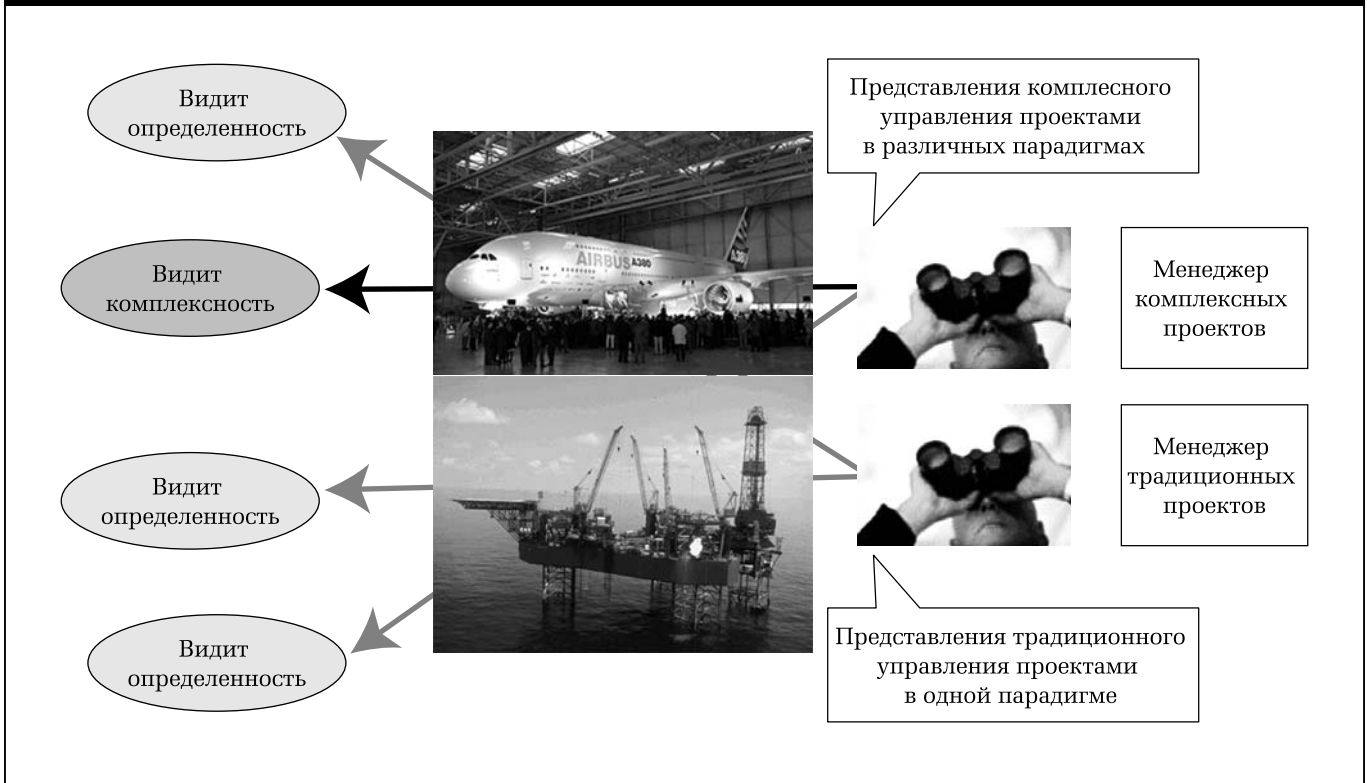 Видит
определенность
Представления комплесного
управления проектами
в различных парадигмах
AIRBUS A380
A380
Видит
комплексность
Менеджер
комплексных
проектов
Видит
определенность
Менеджер
традиционных
проектов
Видит
определенность
Представления традиционного
управления проектами
в одной парадигме